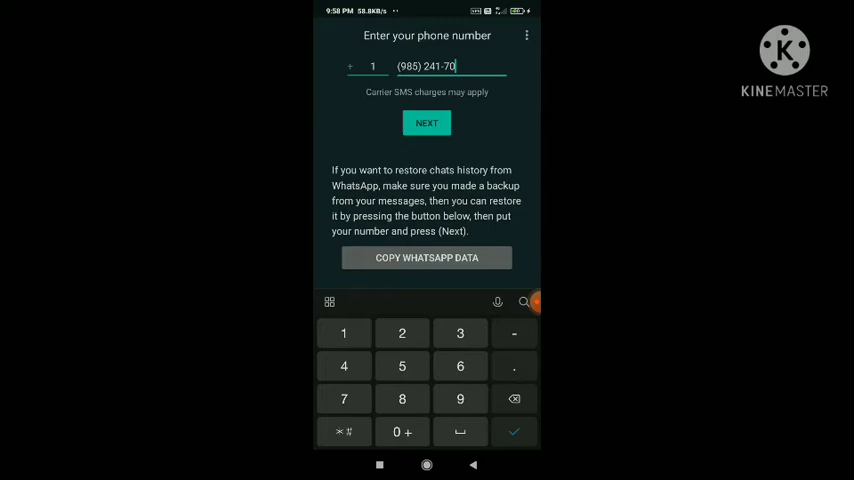 9:58 PM 58.8KB/s ··
Enter your phone number
+ 1 (985) 241-70
Carrier SMS charges may apply
NEXT
If you want to restore chats history from
WhatsApp, make sure you made a backup
from your messages, then you can restore
it by pressing the button below, then put
your number and press (Next).
COPY WHATSAPP DATA
1 2 3 -
4 5 6 .
7 8 9
*# 0 +
K
KINEMASTER